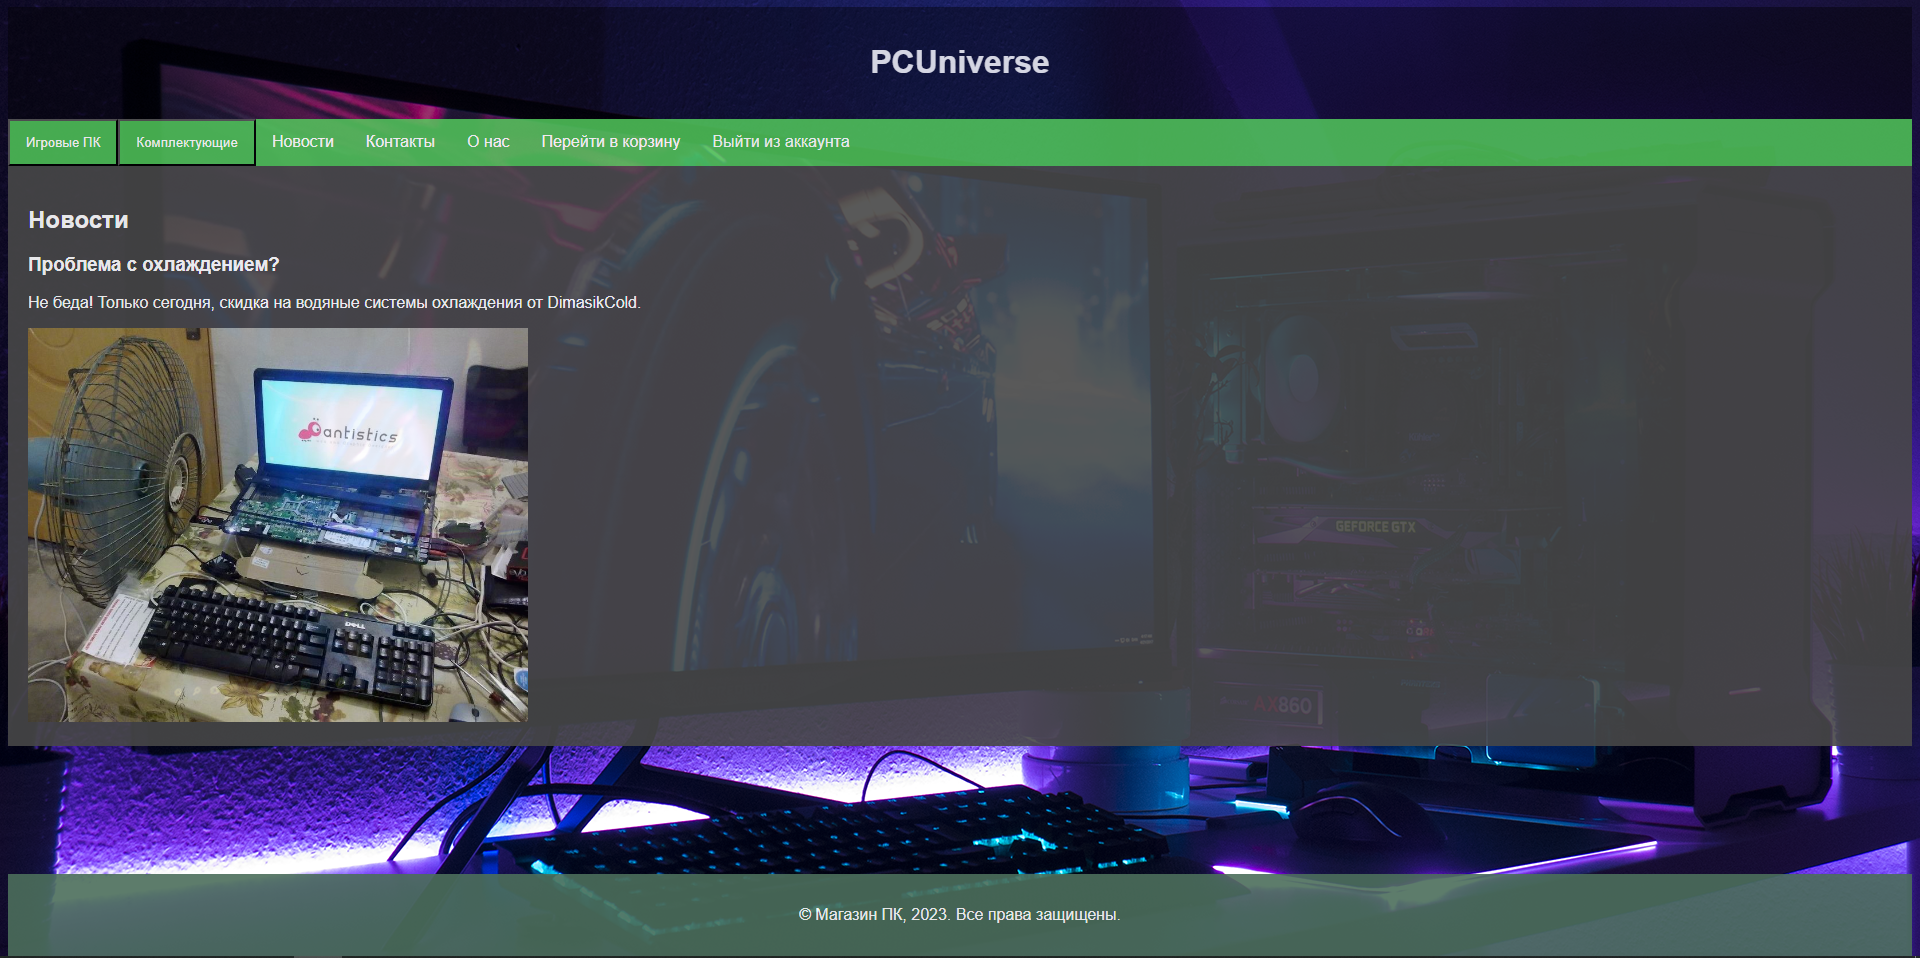 PCUniverse
Игровые ПК Комплектующие Новости Контакты О нас Перейти в корзину Выйти из аккаунта
Новости
Проблема с охлаждением?
Не беда! Только сегодня, скидка на водяные системы охлаждения от DimasikCold.
antistics
DELL
GEFORCE GTX
AX860
© Магазин ПК, 2023. Все права защищены.